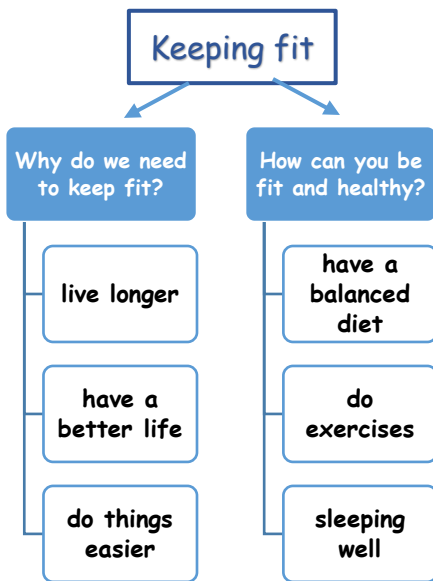 Keeping fit
Why do we need
to keep fit?
live longer
have a
better life
do things
easier
How can you be
fit and healthy?
have a
balanced
diet
do
exercises
sleeping
well